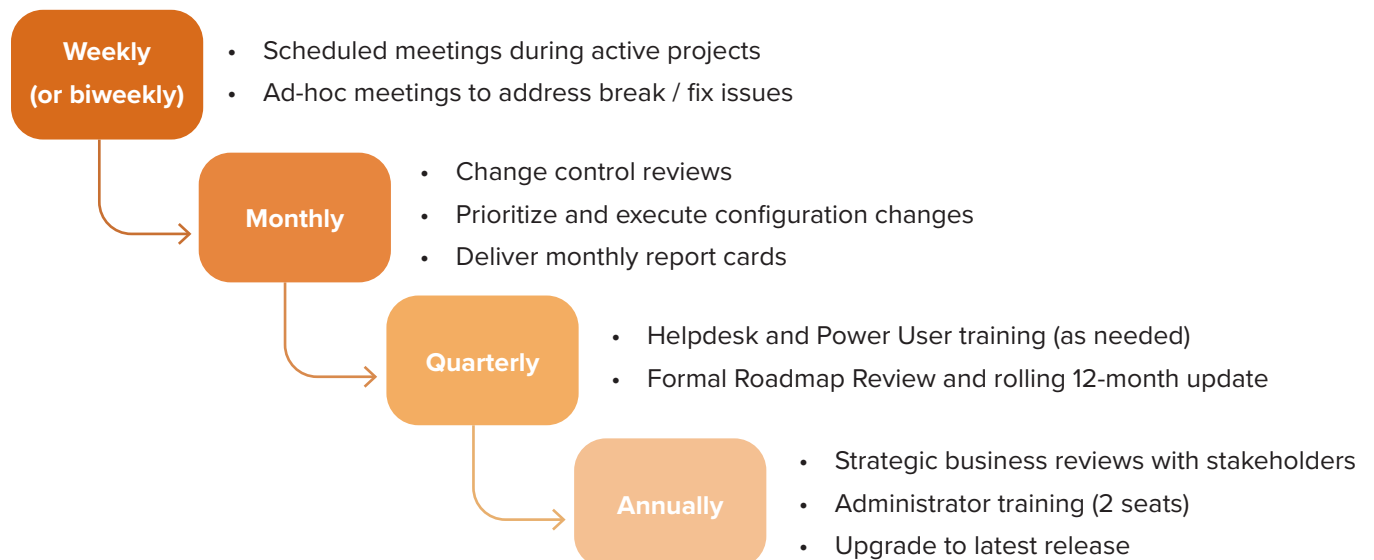 Weekly
(or biweekly)
• Scheduled meetings during active projects
• Ad-hoc meetings to address break / fix issues
Monthly
• Change control reviews
• Prioritize and execute configuration changes
• Deliver monthly report cards
Quarterly
• Helpdesk and Power User training (as needed)
• Formal Roadmap Review and rolling 12-month update
Annually
• Strategic business reviews with stakeholders
• Administrator training (2 seats)
• Upgrade to latest release